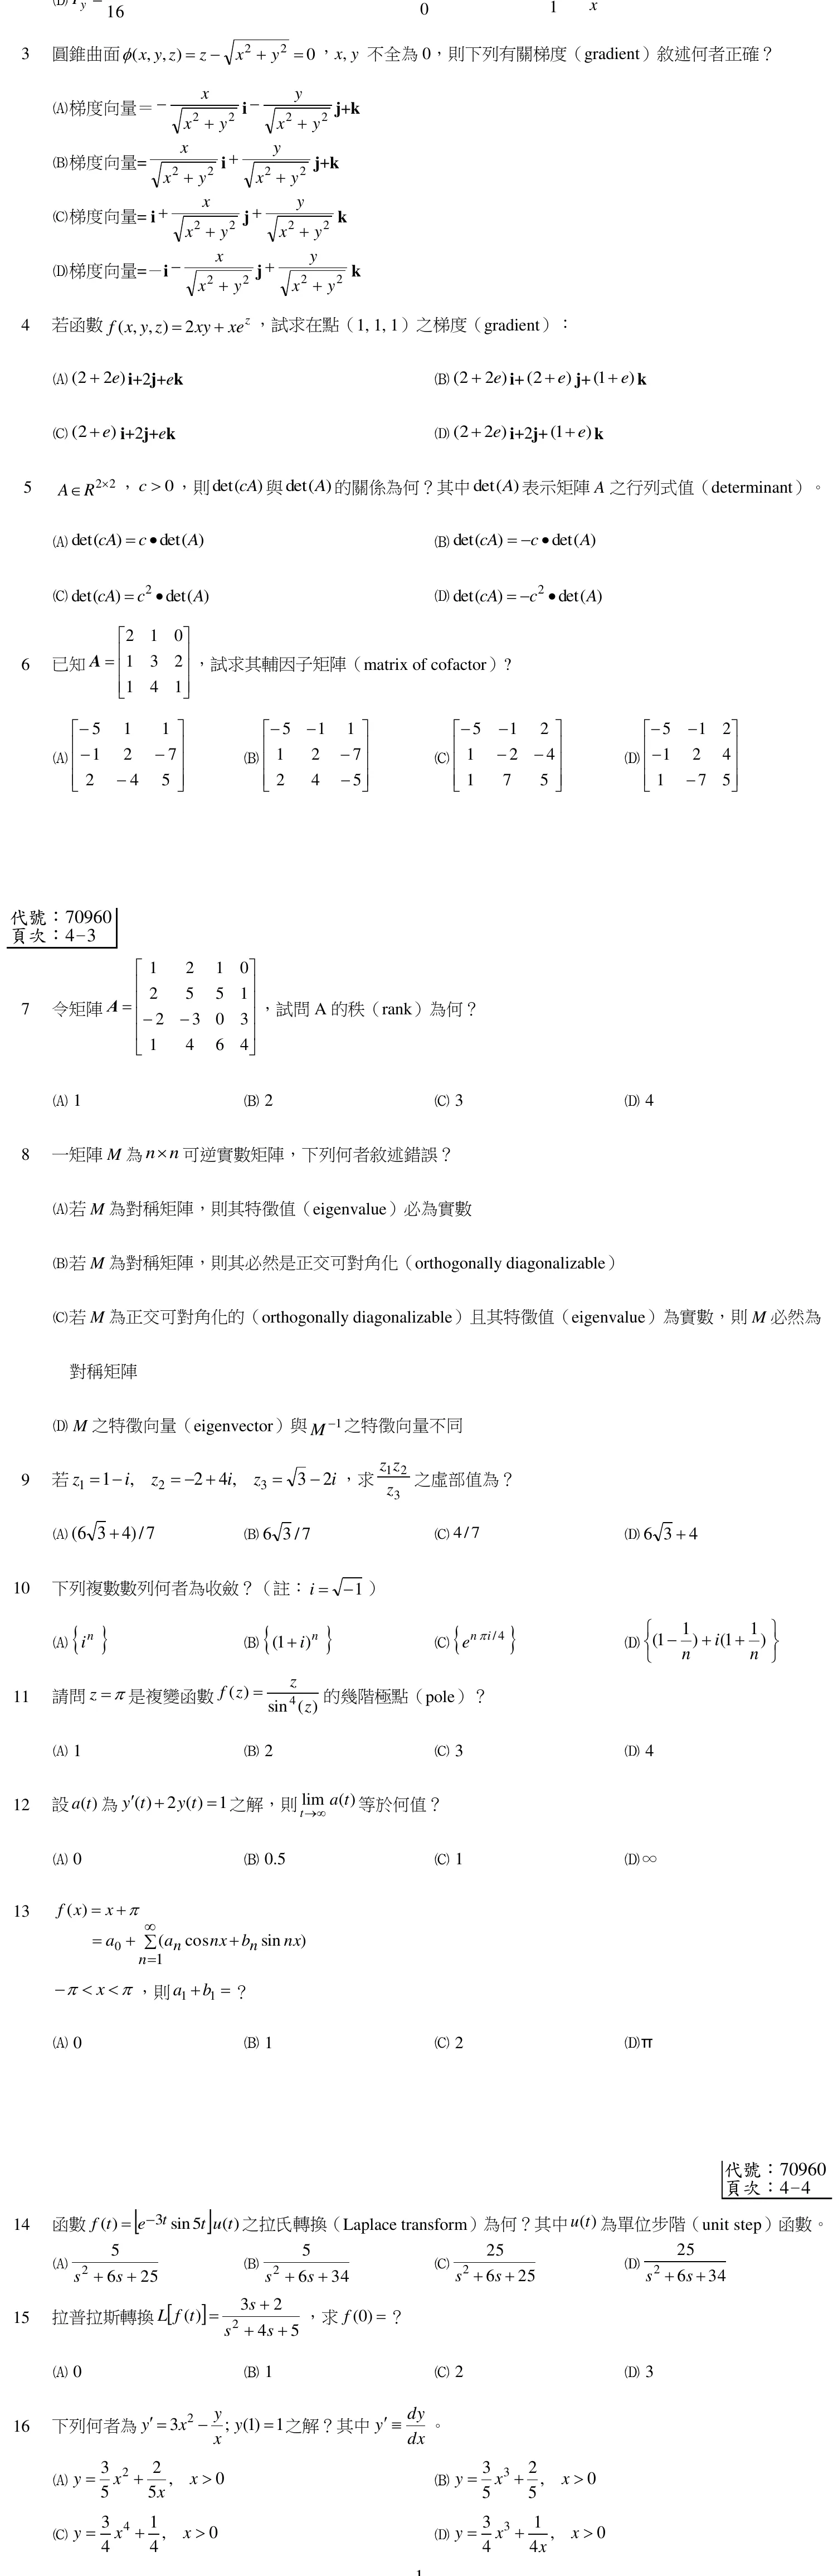 16 0 1 x
3 圓錐曲面 ϕ(x, y, z) = z − √(x² + y²) = 0，x, y 不全為 0，則下列有關梯度（gradient）敘述何者正確？
(A)梯度向量＝− x/√(x² + y²) i − y/√(x² + y²) j+k
(B)梯度向量= x/√(x² + y²) i + y/√(x² + y²) j+k
(C)梯度向量= i + x/√(x² + y²) j + y/√(x² + y²) k
(D)梯度向量=－i − x/√(x² + y²) j + y/√(x² + y²) k
4 若函數 f(x, y, z) = 2xy + xe^z，試求在點（1, 1, 1）之梯度（gradient）：
(A) (2 + 2e) i+2j+ek (B) (2 + 2e) i+ (2 + e) j+ (1 + e) k
(C) (2 + e) i+2j+ek (D) (2 + 2e) i+2j+ (1 + e) k
5 A ∈ R^{2×2}，c > 0，則 det(cA) 與 det(A) 的關係為何？其中 det(A) 表示矩陣 A 之行列式值（determinant）。
(A) det(cA) = c • det(A) (B) det(cA) = −c • det(A)
(C) det(cA) = c² • det(A) (D) det(cA) = −c² • det(A)
6 已知 A = [2 1 0; 1 3 2; 1 4 1]，試求其輔因子矩陣（matrix of cofactor）?
(A) [−5 1 1; −1 2 −7; 2 −4 5] (B) [−5 −1 1; 1 2 −7; 2 4 −5] (C) [−5 −1 2; 1 −2 −4; 1 7 5] (D) [−5 −1 2; −1 2 4; 1 −7 5]
代號：70960
頁次：4－3
7 令矩陣 A = [1 2 1 0; 2 5 5 1; −2 −3 0 3; 1 4 6 4]，試問 A 的秩（rank）為何？
(A) 1 (B) 2 (C) 3 (D) 4
8 一矩陣 M 為 n × n 可逆實數矩陣，下列何者敘述錯誤？
(A)若 M 為對稱矩陣，則其特徵值（eigenvalue）必為實數
(B)若 M 為對稱矩陣，則其必然是正交可對角化（orthogonally diagonalizable）
(C)若 M 為正交可對角化的（orthogonally diagonalizable）且其特徵值（eigenvalue）為實數，則 M 必然為
對稱矩陣
(D) M 之特徵向量（eigenvector）與 M⁻¹ 之特徵向量不同
9 若 z₁ = 1 − i, z₂ = −2 + 4i, z₃ = √3 − 2i，求 z₁z₂/z₃ 之虛部值為？
(A) (6√3 + 4) / 7 (B) 6√3 / 7 (C) 4 / 7 (D) 6√3 + 4
10 下列複數數列何者為收斂？（註：i = √−1）
(A) {iⁿ} (B) {(1 + i)ⁿ} (C) {e^{nπi/4}} (D) {(1 − 1/n) + i(1 + 1/n)}
11 請問 z = π 是複變函數 f(z) = z/sin⁴(z) 的幾階極點（pole）？
(A) 1 (B) 2 (C) 3 (D) 4
12 設 a(t) 為 y′(t) + 2y(t) = 1 之解，則 lim t→∞ a(t) 等於何值？
(A) 0 (B) 0.5 (C) 1 (D)∞
13 f(x) = x + π
= a₀ + ∞Σn=1 (aₙ cos nx + bₙ sin nx)
−π < x < π，則 a₁ + b₁ = ？
(A) 0 (B) 1 (C) 2 (D)π
代號：70960
頁次：4－4
14 函數 f(t) = ⌊e^{−3t} sin 5t⌋u(t) 之拉氏轉換（Laplace transform）為何？其中 u(t) 為單位步階（unit step）函數。
(A) 5/(s² + 6s + 25) (B) 5/(s² + 6s + 34) (C) 25/(s² + 6s + 25) (D) 25/(s² + 6s + 34)
15 拉普拉斯轉換 L[f(t)] = (3s + 2)/(s² + 4s + 5)，求 f(0) = ？
(A) 0 (B) 1 (C) 2 (D) 3
16 下列何者為 y′ = 3x² − y/x; y(1) = 1 之解？其中 y′ ≡ dy/dx。
(A) y = 3/5 x² + 2/5x, x > 0 (B) y = 3/5 x³ + 2/5, x > 0
(C) y = 3/4 x⁴ + 1/4, x > 0 (D) y = 3/4 x³ + 1/4x, x > 0